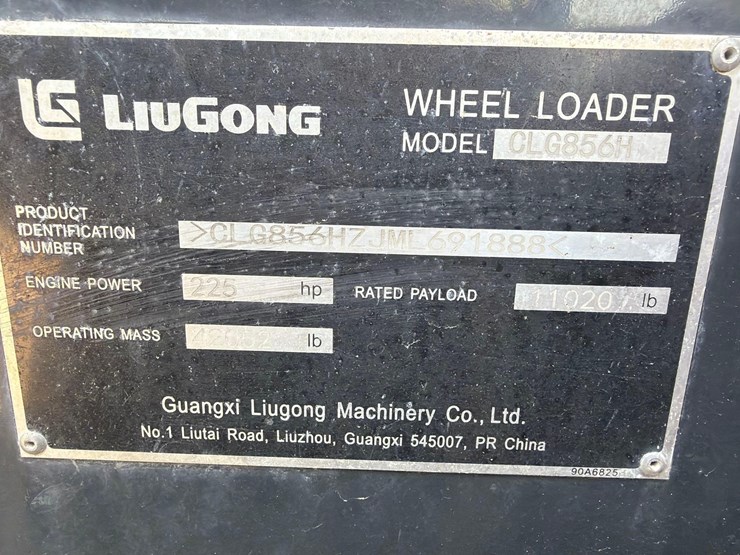 LG LIUGONG
WHEEL LOADER
MODEL CLG856H
PRODUCT
IDENTIFICATION
NUMBER
>CLG856HZJML691888<
ENGINE POWER 225 hp
RATED PAYLOAD 11020 lb
OPERATING MASS lb
Guangxi Liugong Machinery Co., Ltd.
No.1 Liutai Road, Liuzhou, Guangxi 545007, PR China
90A6825